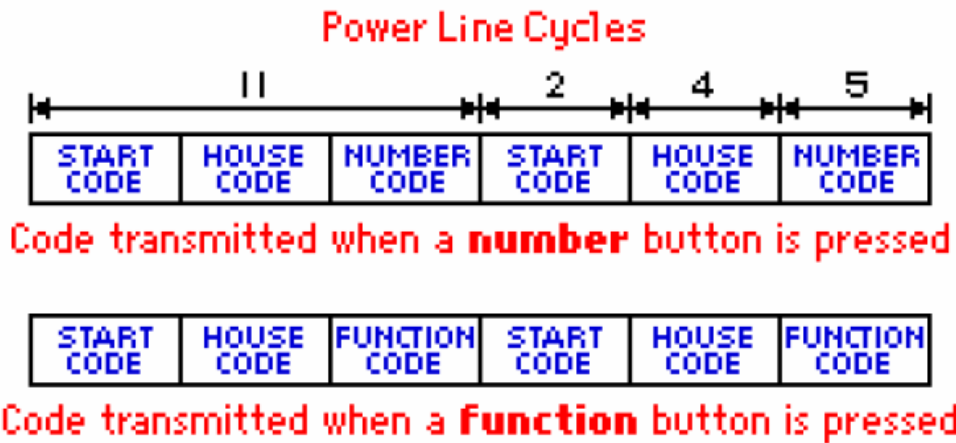 Power Line Cycles
11 2 4 5
START CODE HOUSE CODE NUMBER CODE START CODE HOUSE CODE NUMBER CODE
Code transmitted when a number button is pressed
START CODE HOUSE CODE FUNCTION CODE START CODE HOUSE CODE FUNCTION CODE
Code transmitted when a function button is pressed